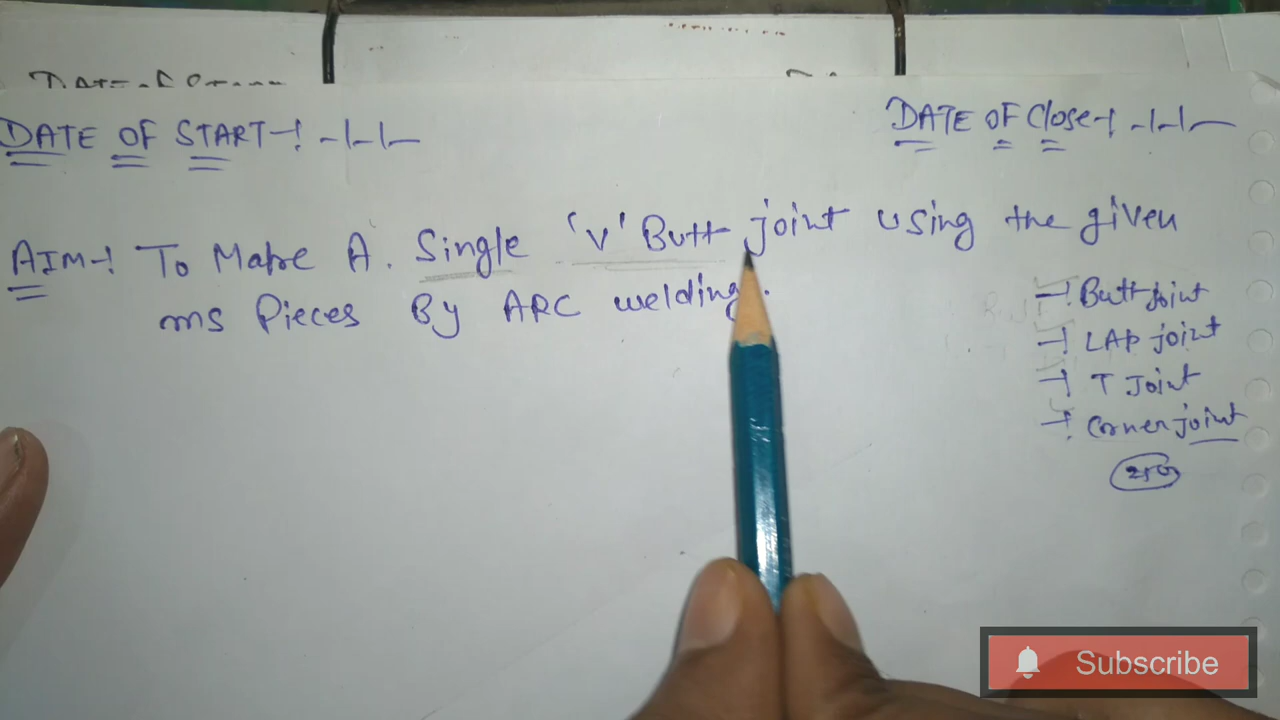 DATE OF START-! -/-/-
DATE OF Close-! -/-/-
AIM-! To Make A. Single 'V' Butt joint using the given
ms Pieces By ARC welding.
-! Butt joint
-! LAP joint
-! T Joint
-! Corner joint
Subscribe